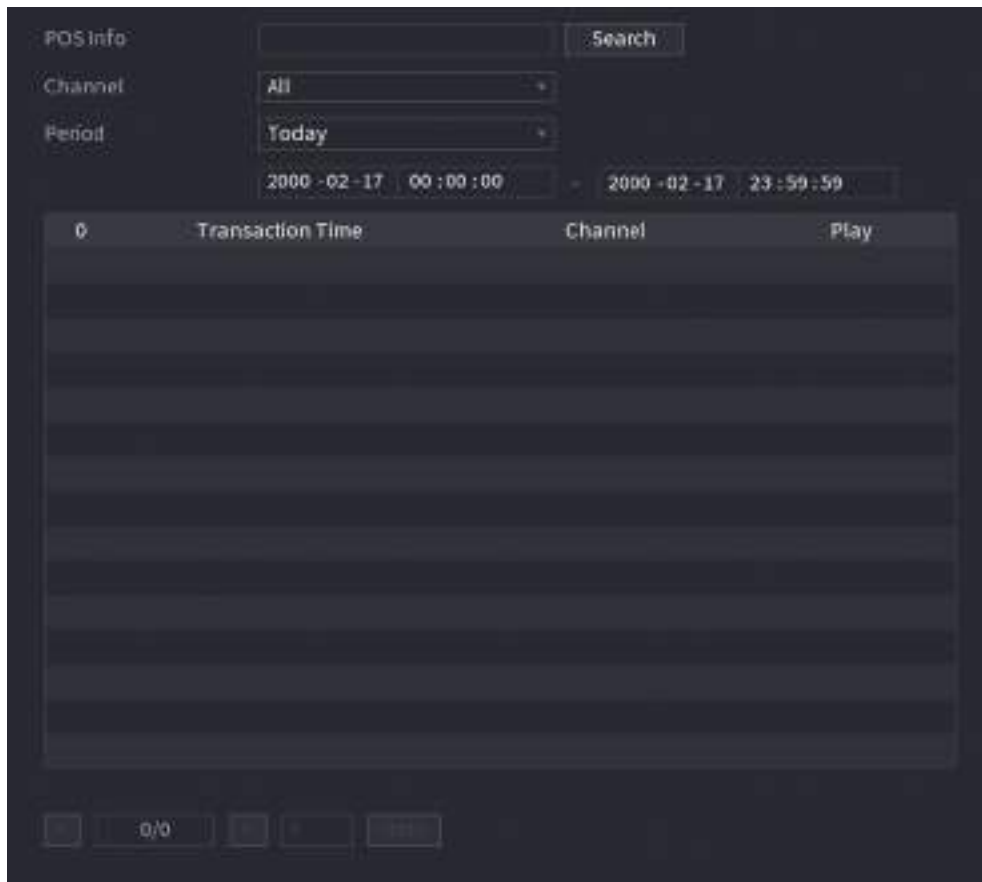 POS Info Search
Channel All
Period Today
2000 -02 -17 00 :00 :00 - 2000 -02 -17 23 :59 :59
0 Transaction Time Channel Play
0/0